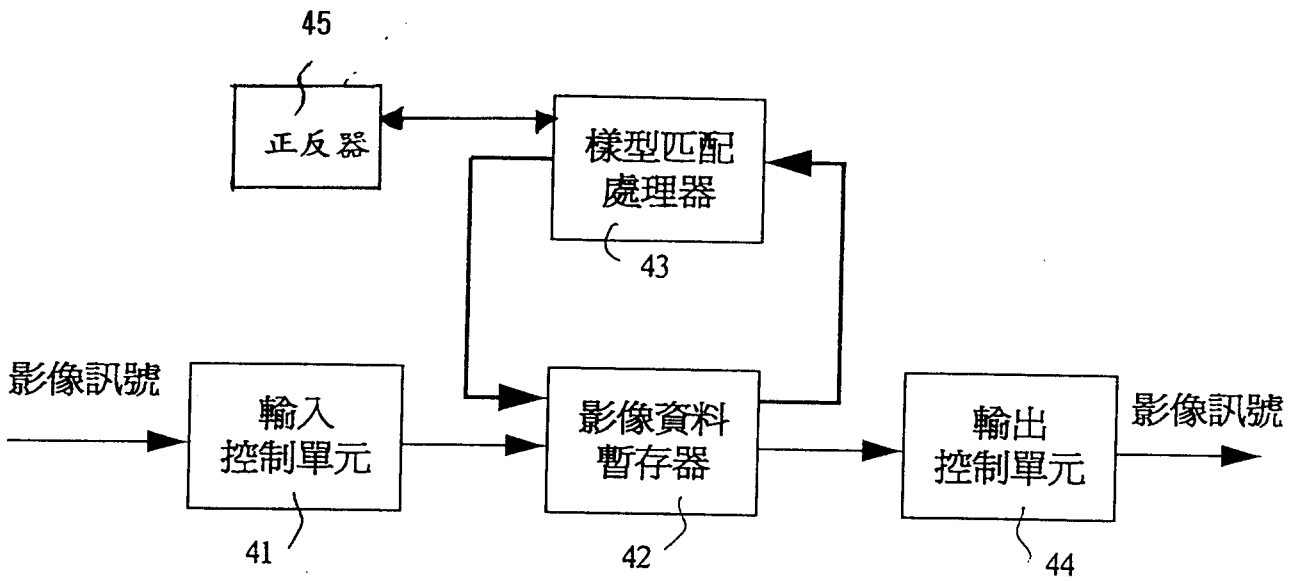 45
正反器
樣型匹配
處理器
43
影像訊號
輸入
控制單元
41
影像資料
暫存器
42
輸出
控制單元
44
影像訊號